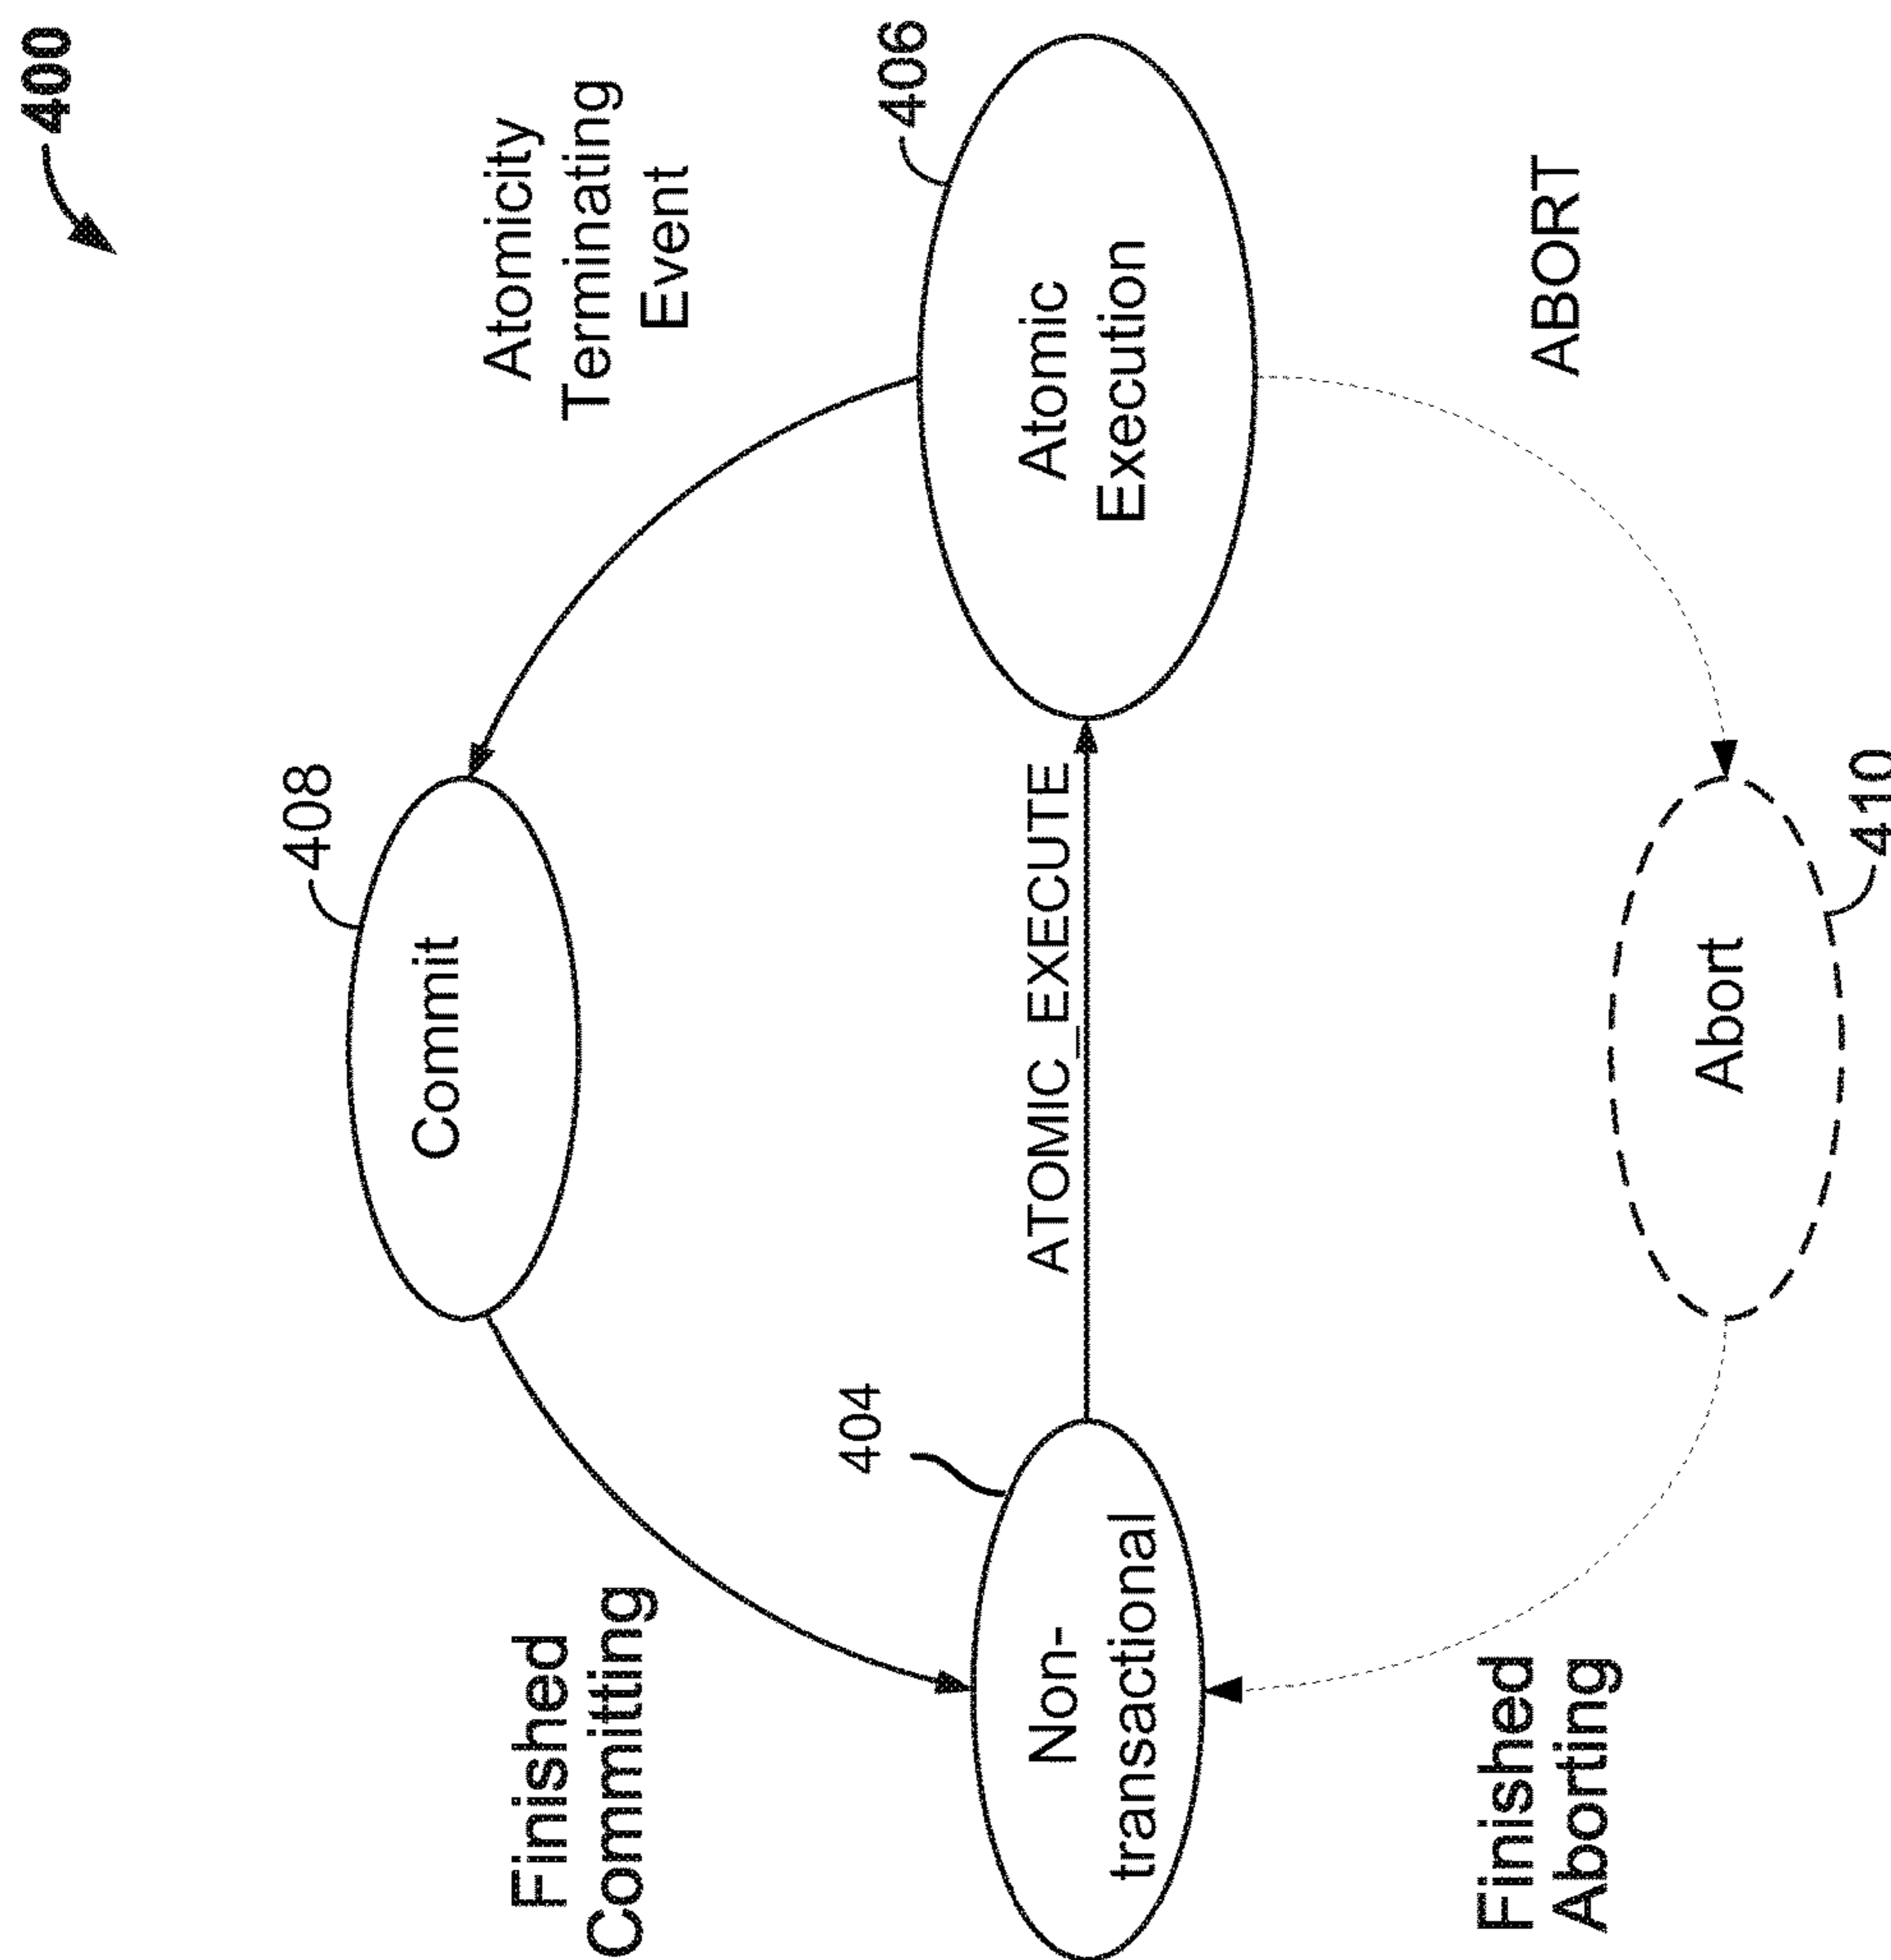 400
Atomicity
Terminating
Event
406
Atomic
Execution
ABORT
408
Commit
ATOMIC_EXECUTE
Abort
410
404
Non-
transactional
Finished
Committing
Finished
Aborting